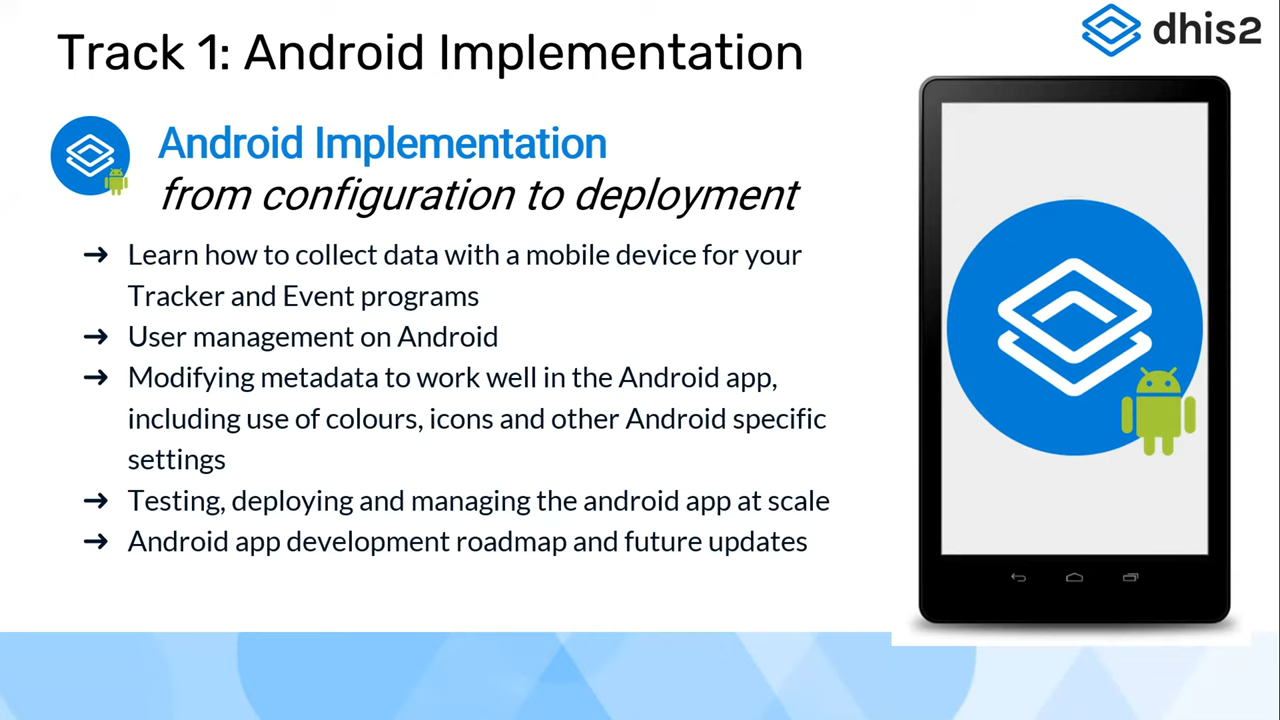 dhis2
Track 1: Android Implementation
Android Implementation
from configuration to deployment
➔ Learn how to collect data with a mobile device for your
Tracker and Event programs
➔ User management on Android
➔ Modifying metadata to work well in the Android app,
including use of colours, icons and other Android specific
settings
➔ Testing, deploying and managing the android app at scale
➔ Android app development roadmap and future updates